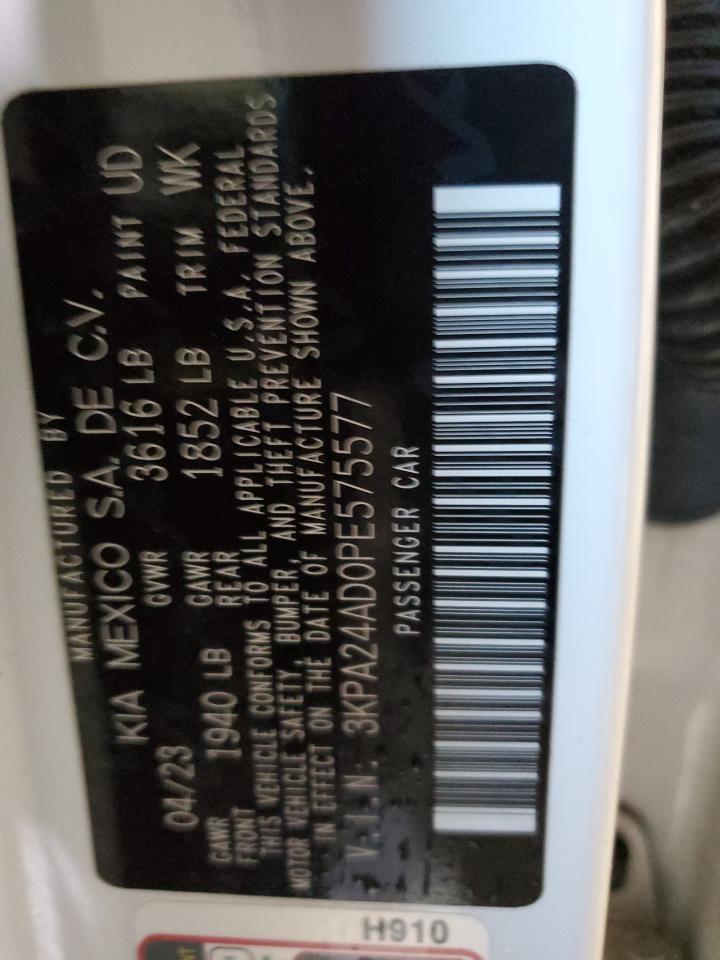 MANUFACTURED BY
KIA MEXICO S.A. DE C.V.
04/23 GVWR 3616 LB PAINT UD
GAWR FRONT 1940 LB GAWR REAR 1852 LB TRIM WK
THIS VEHICLE CONFORMS TO ALL APPLICABLE U.S.A. FEDERAL
MOTOR VEHICLE SAFETY, BUMPER, AND THEFT PREVENTION STANDARDS
IN EFFECT ON THE DATE OF MANUFACTURE SHOWN ABOVE.
V.I.N: 3KPA24AD0PE575577
PASSENGER CAR
H910